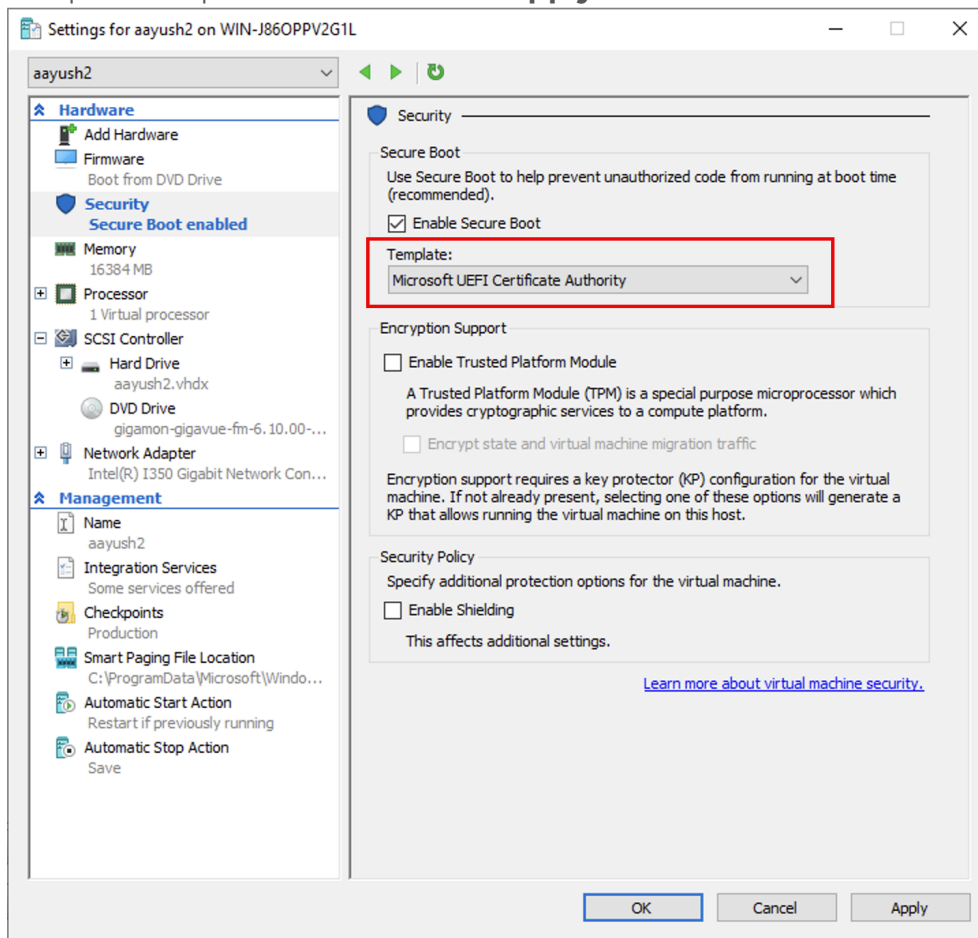 Apply
Settings for aayush2 on WIN-J86OPPV2G1L
aayush2
Hardware
Add Hardware
Firmware
Boot from DVD Drive
Security
Secure Boot enabled
Memory
16384 MB
Processor
1 Virtual processor
SCSI Controller
Hard Drive
aayush2.vhdx
DVD Drive
gigamon-gigavue-fm-6.10.00-...
Network Adapter
Intel(R) I350 Gigabit Network Con...
Management
Name
aayush2
Integration Services
Some services offered
Checkpoints
Production
Smart Paging File Location
C:\ProgramData\Microsoft\Windo...
Automatic Start Action
Restart if previously running
Automatic Stop Action
Save
Security
Secure Boot
Use Secure Boot to help prevent unauthorized code from running at boot time
(recommended).
Enable Secure Boot
Template:
Microsoft UEFI Certificate Authority
Encryption Support
Enable Trusted Platform Module
A Trusted Platform Module (TPM) is a special purpose microprocessor which
provides cryptographic services to a compute platform.
Encrypt state and virtual machine migration traffic
Encryption support requires a key protector (KP) configuration for the virtual
machine. If not already present, selecting one of these options will generate a
KP that allows running the virtual machine on this host.
Security Policy
Specify additional protection options for the virtual machine.
Enable Shielding
This affects additional settings.
Learn more about virtual machine security.
OK
Cancel
Apply